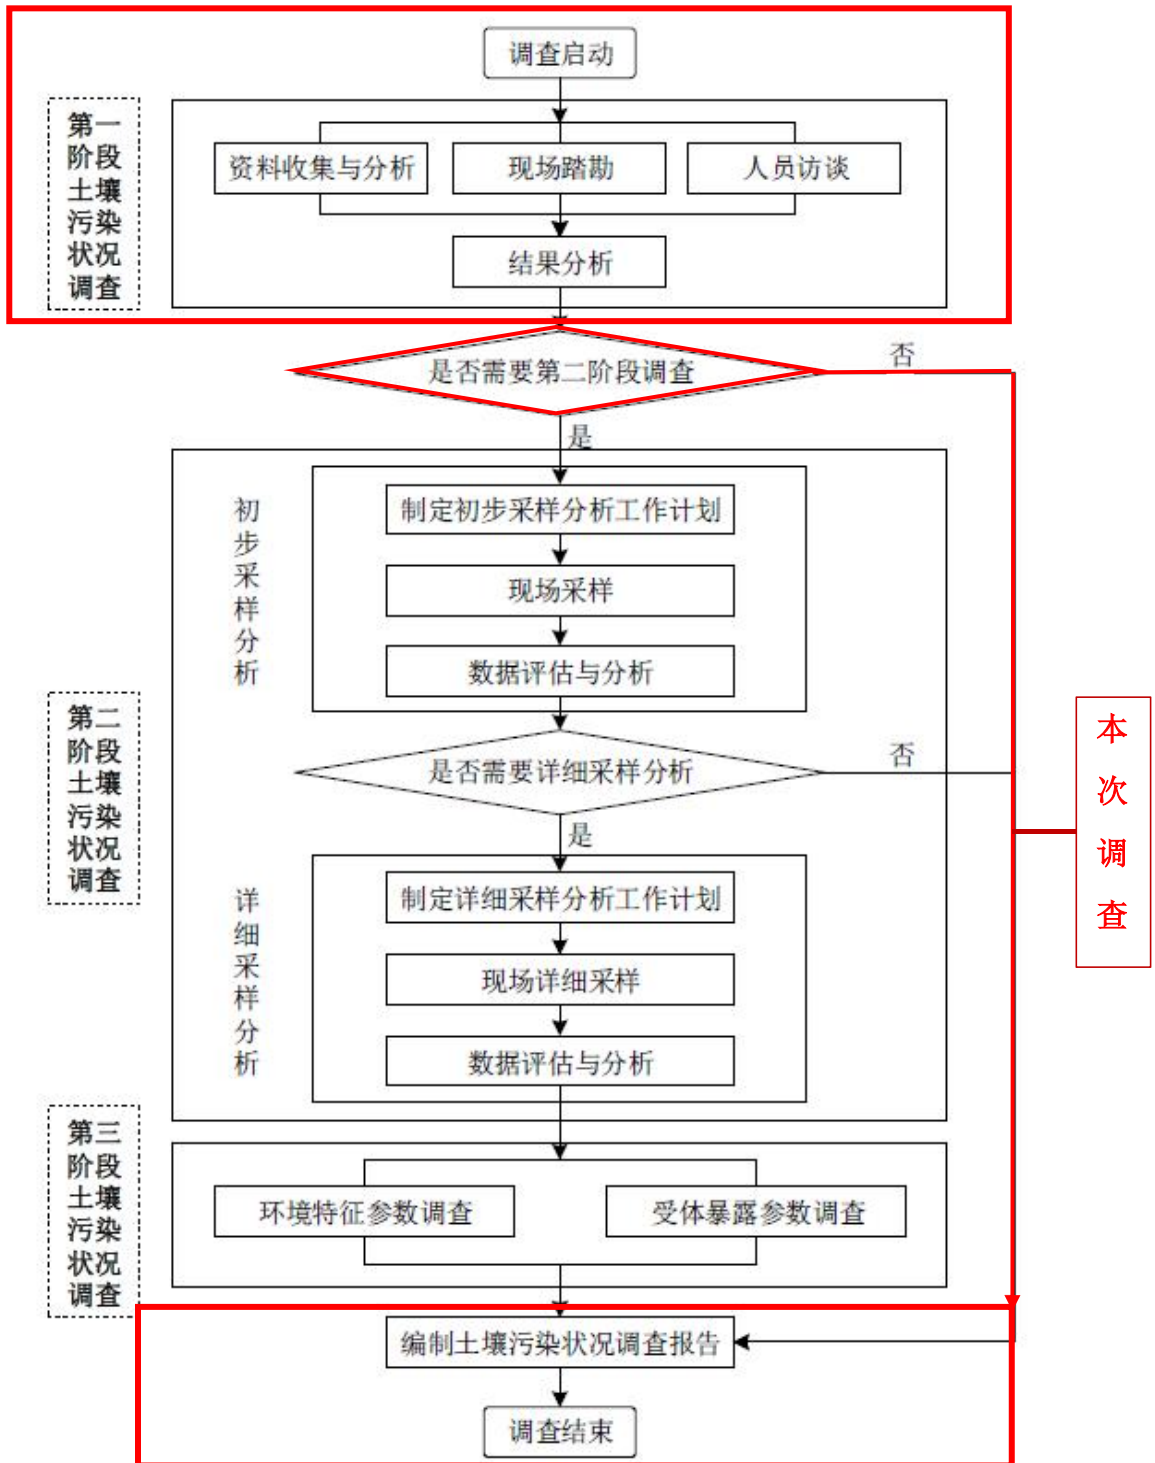 调查启动
第一
阶段
土壤
污染
状况
调查
资料收集与分析
现场踏勘
人员访谈
结果分析
是否需要第二阶段调查
否
是
初
步
采
样
分
析
制定初步采样分析工作计划
现场采样
数据评估与分析
第二
阶段
土壤
污染
状况
调查
是否需要详细采样分析
否
是
本
次
调
查
详
细
采
样
分
析
制定详细采样分析工作计划
现场详细采样
数据评估与分析
第三
阶段
土壤
污染
状况
调查
环境特征参数调查
受体暴露参数调查
编制土壤污染状况调查报告
调查结束